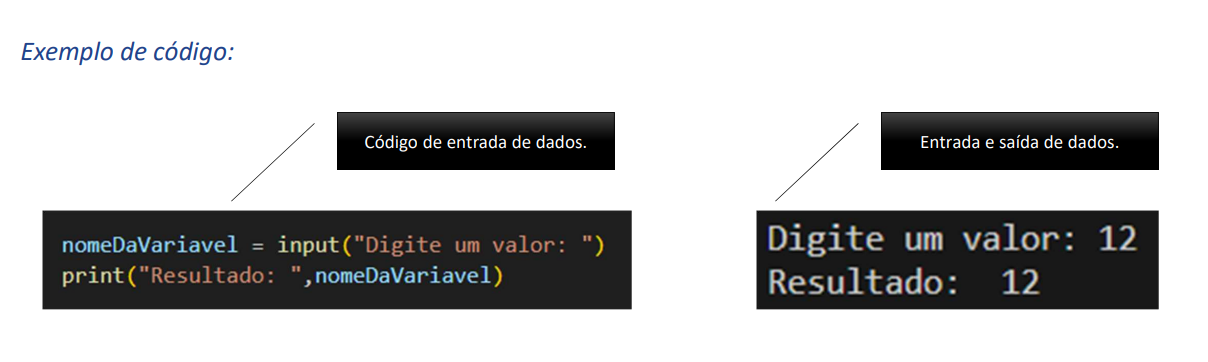 Exemplo de código:
Código de entrada de dados.
Entrada e saída de dados.
nomeDaVariavel = input("Digite um valor: ")
print("Resultado: ",nomeDaVariavel)
Digite um valor: 12
Resultado:  12